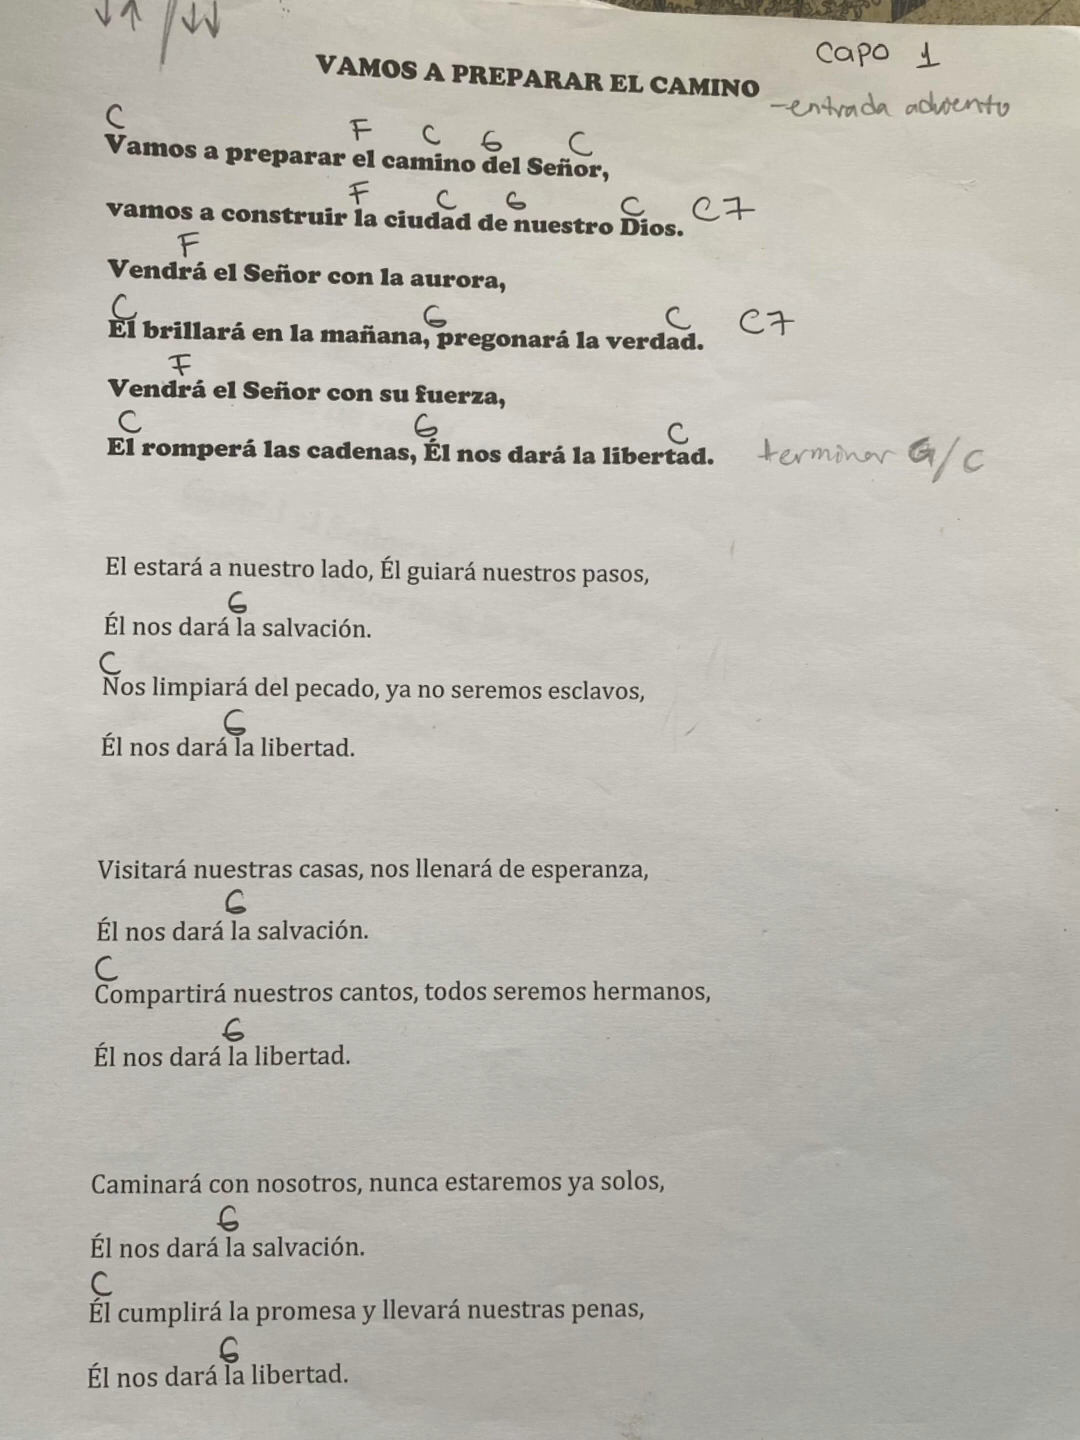 ↓↑/↓↓
Capo 1
VAMOS A PREPARAR EL CAMINO
-entrada adviento
C F C G C
Vamos a preparar el camino del Señor,
F C G C C7
vamos a construir la ciudad de nuestro Dios.
F
Vendrá el Señor con la aurora,
C G C C7
Él brillará en la mañana, pregonará la verdad.
F
Vendrá el Señor con su fuerza,
C G C
El romperá las cadenas, Él nos dará la libertad. terminar G/C
El estará a nuestro lado, Él guiará nuestros pasos,
G
Él nos dará la salvación.
C
Nos limpiará del pecado, ya no seremos esclavos,
G
Él nos dará la libertad.
Visitará nuestras casas, nos llenará de esperanza,
G
Él nos dará la salvación.
C
Compartirá nuestros cantos, todos seremos hermanos,
G
Él nos dará la libertad.
Caminará con nosotros, nunca estaremos ya solos,
G
Él nos dará la salvación.
C
Él cumplirá la promesa y llevará nuestras penas,
G
Él nos dará la libertad.